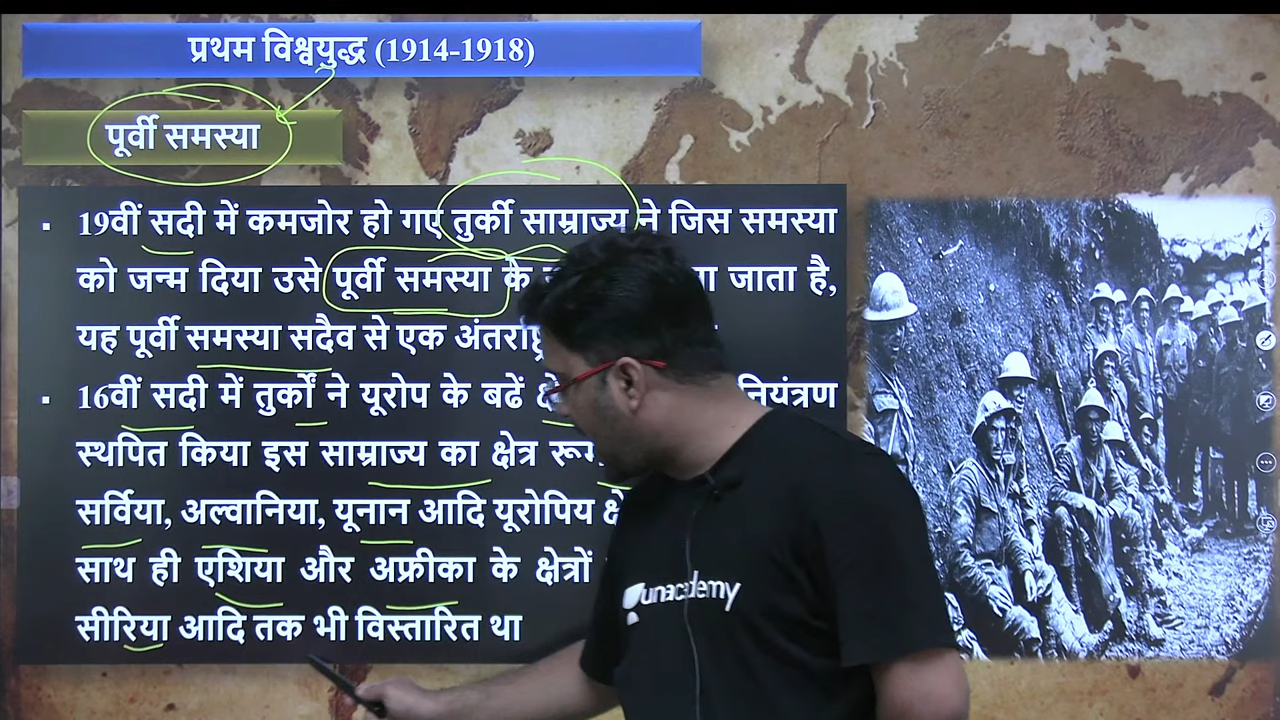 प्रथम विश्वयुद्ध (1914-1918)
पूर्वी समस्या
▪ 19वीं सदी में कमजोर हो गए तुर्की साम्राज्य ने जिस समस्या
को जन्म दिया उसे पूर्वी समस्या के जाता है,
यह पूर्वी समस्या सदैव से एक
▪ 16वीं सदी में तुर्कों ने यूरोप के बढें नियंत्रण
स्थपित किया इस साम्राज्य का क्षेत्र
सर्विया, अल्वानिया, यूनान आदि यूरोपिय
साथ ही एशिया और अफ्रीका के क्षेत्रों
सीरिया आदि तक भी विस्तारित था
unacademy